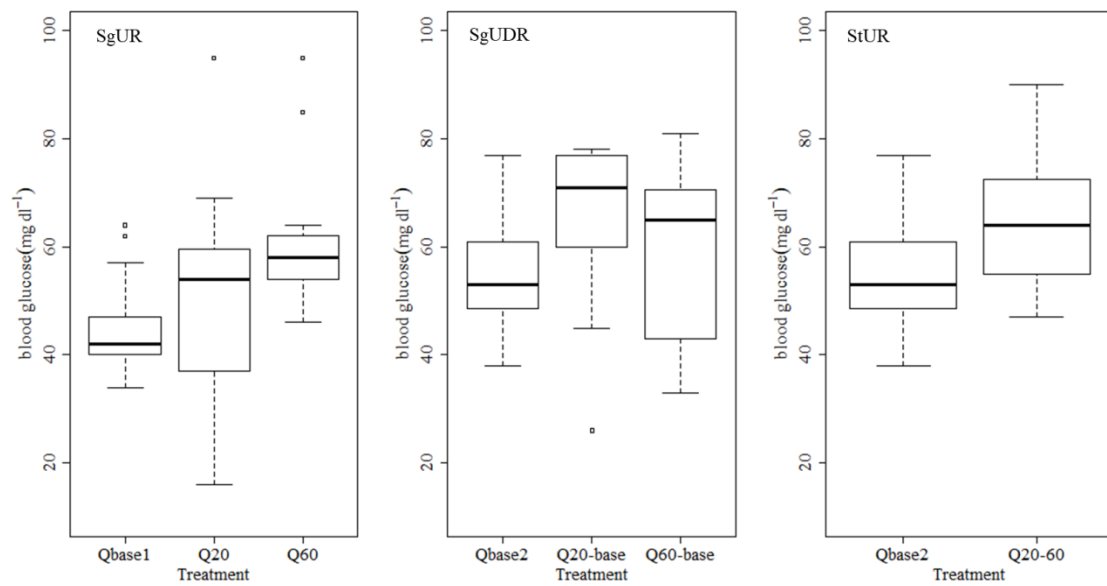 SgUR
blood glucose(mg dl⁻¹)
100
80
60
40
20
Qbase1 Q20 Q60
Treatment
SgUDR
blood glucose(mg dl⁻¹)
100
80
60
40
20
Qbase2 Q20-base Q60-base
Treatment
StUR
blood glucose(mg dl⁻¹)
100
80
60
40
20
Qbase2 Q20-60
Treatment